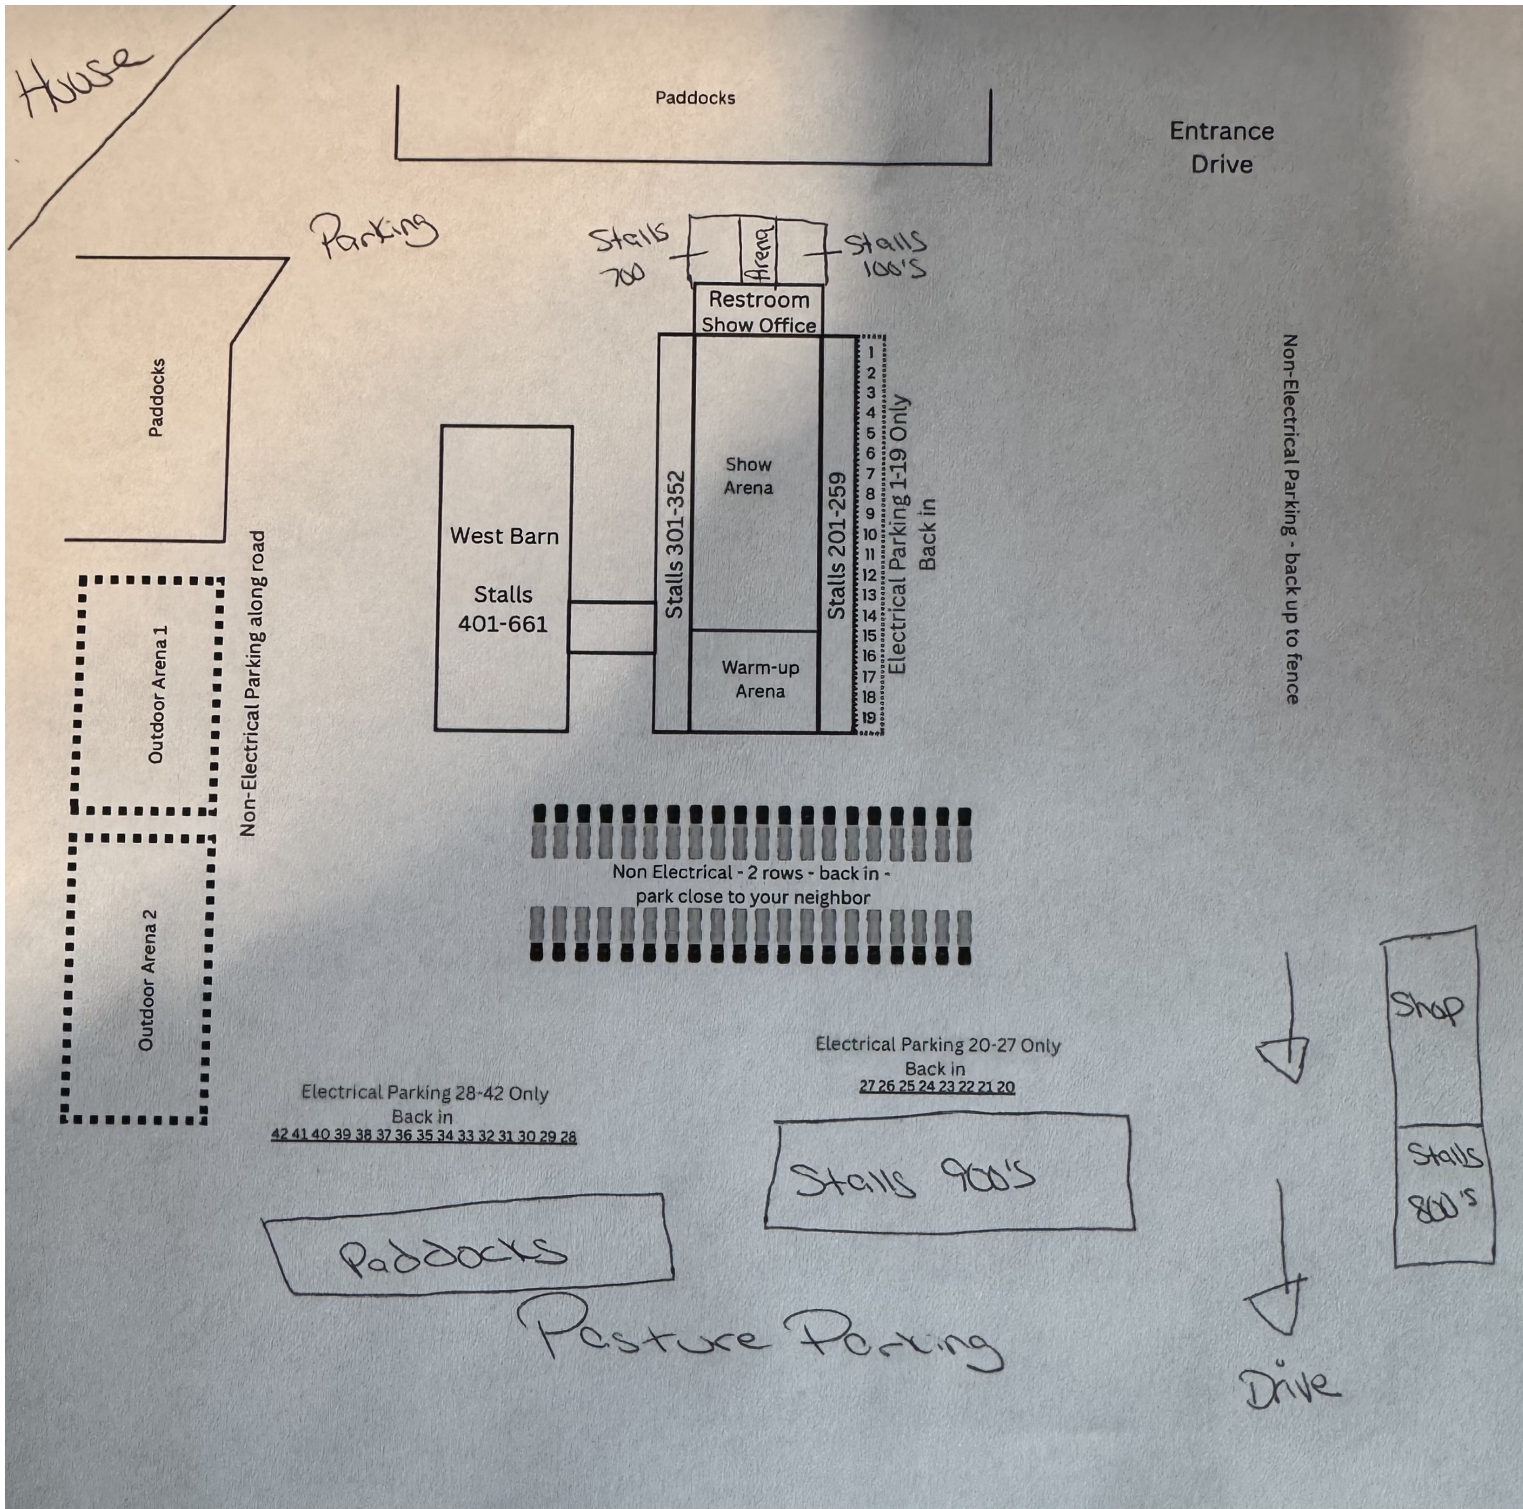 House
Paddocks
Entrance
Drive
Parking
Stalls
700
Arena
Stalls
100's
Restroom
Show Office
Paddocks
Non-Electrical Parking along road
Outdoor Arena 1
Outdoor Arena 2
West Barn
Stalls
401-661
Stalls 301-352
Show
Arena
Warm-up
Arena
Stalls 201-259
1
2
3
4
5
6
7
8
9
10
11
12
13
14
15
16
17
18
19
Electrical Parking 1-19 Only
Back in
Non-Electrical Parking - back up to fence
Non Electrical - 2 rows - back in -
park close to your neighbor
Electrical Parking 20-27 Only
Back in
27 26 25 24 23 22 21 20
Electrical Parking 28-42 Only
Back in
42 41 40 39 38 37 36 35 34 33 32 31 30 29 28
Shop
Stalls
800's
Stalls 900's
Paddocks
Pasture Parking
Drive